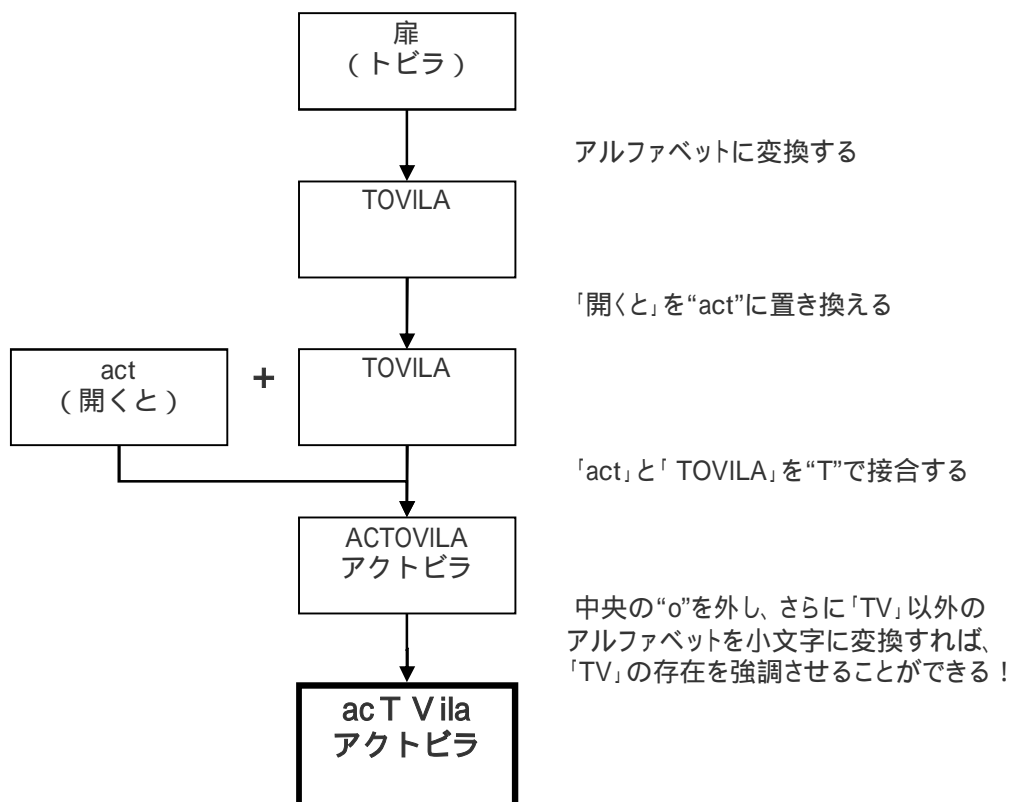 扉
（トビラ）
アルファベットに変換する
TOVILA
「開くと」を“act”に置き換える
act
（開くと）
+
TOVILA
「act」と「TOVILA」を“T”で接合する
ACTOVILA
アクトビラ
中央の“o”を外し、さらに「TV」以外の
アルファベットを小文字に変換すれば、
「TV」の存在を強調させることができる！
acＴＶila
アクトビラ